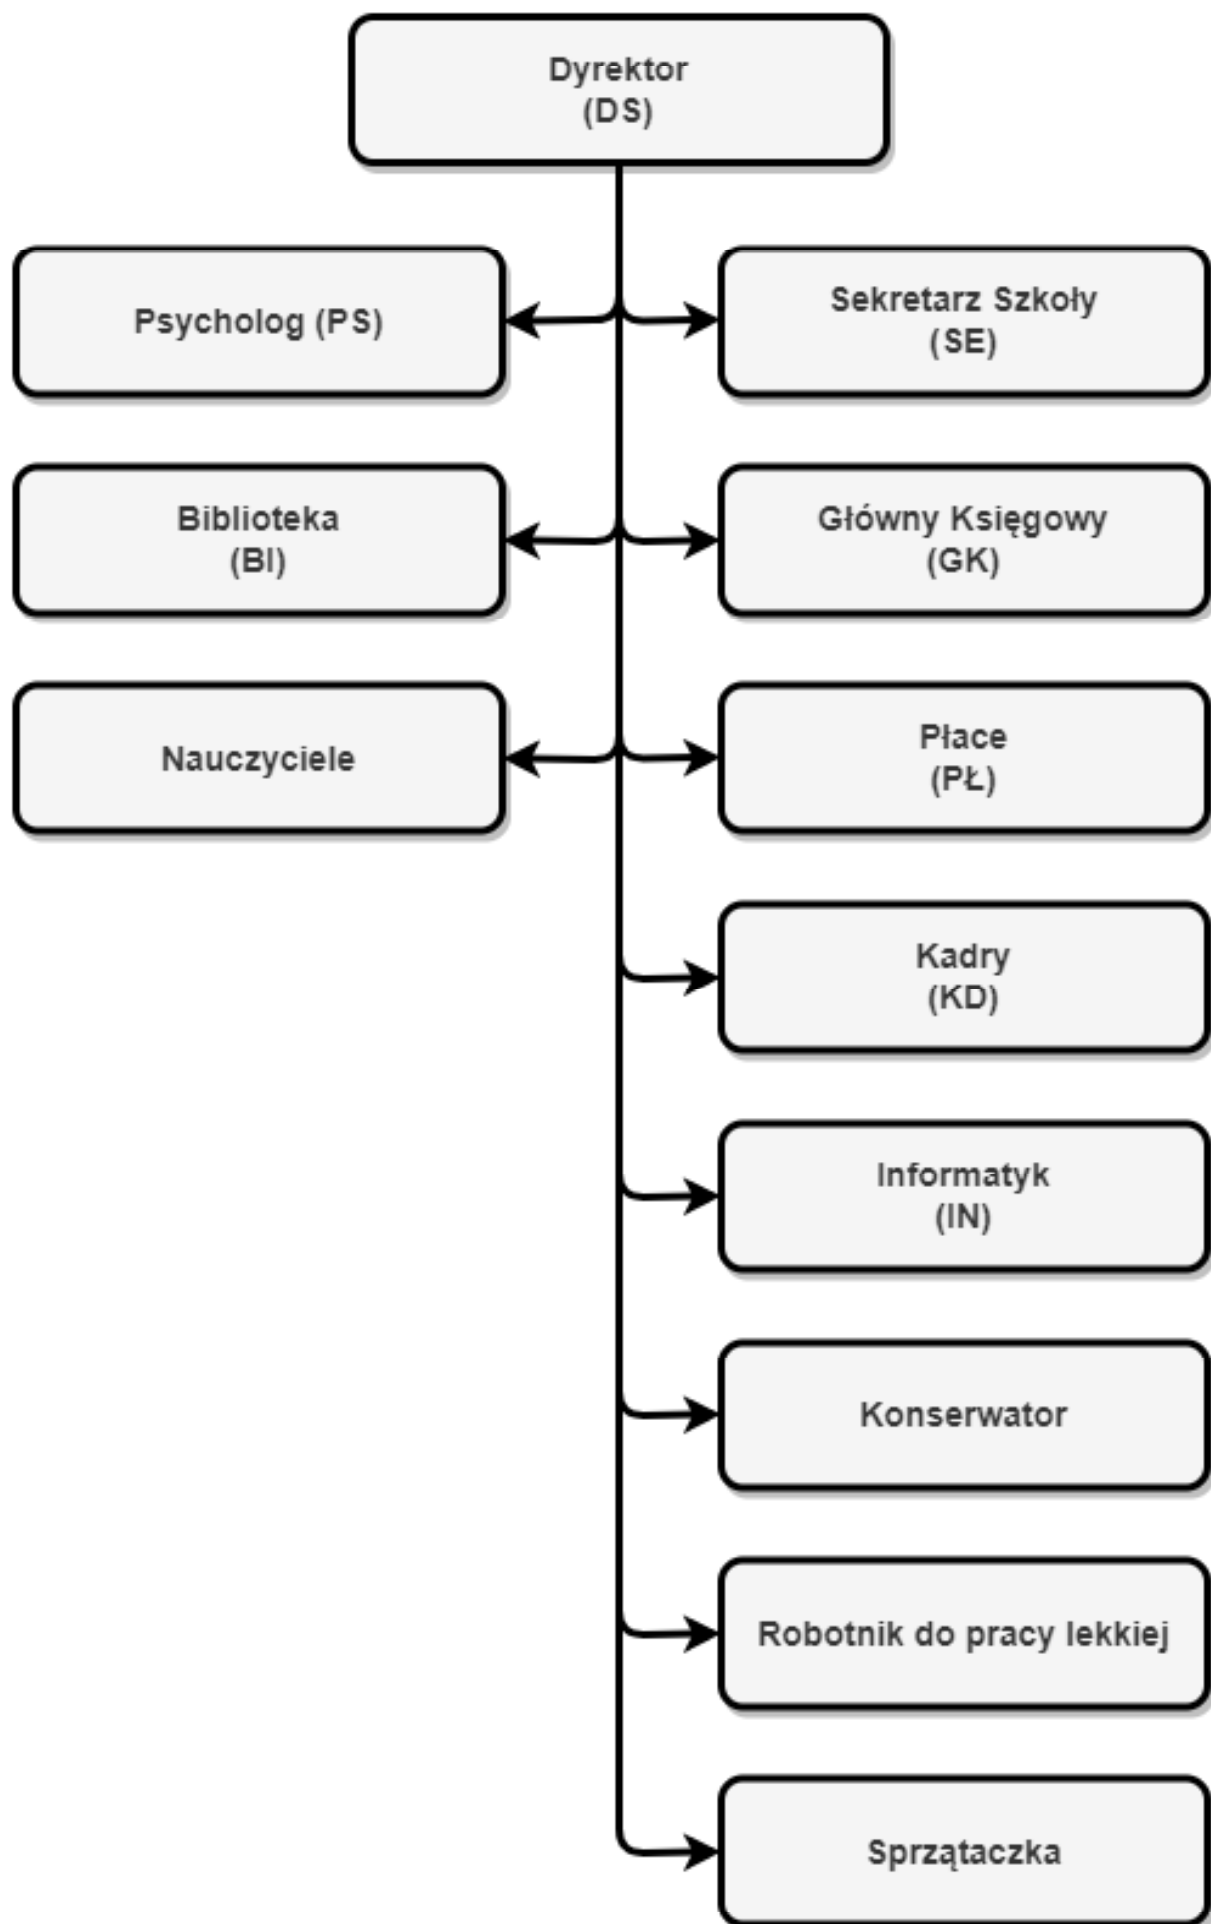 Dyrektor
(DS)
Psycholog (PS)
Sekretarz Szkoły
(SE)
Biblioteka
(BI)
Główny Księgowy
(GK)
Nauczyciele
Płace
(PŁ)
Kadry
(KD)
Informatyk
(IN)
Konserwator
Robotnik do pracy lekkiej
Sprzątaczka